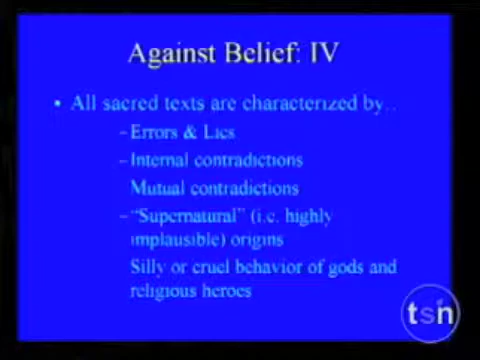 Against Belief: IV
• All sacred texts are characterized by..
–Errors & Lies
–Internal contradictions
Mutual contradictions
–"Supernatural" (i.e. highly
implausible) origins
Silly or cruel behavior of gods and
religious heroes
tsn